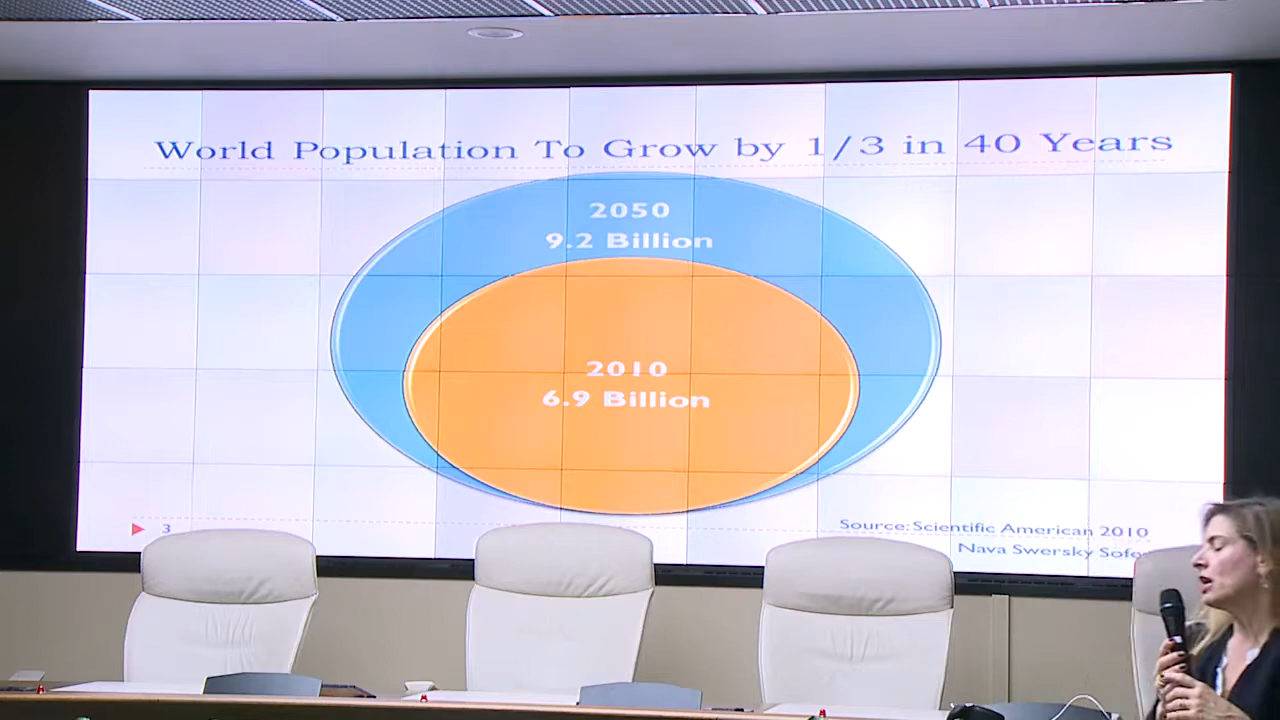 World Population To Grow by 1/3 in 40 Years
2050
9.2 Billion
2010
6.9 Billion
3
Source: Scientific American 2010
Nava Swersky